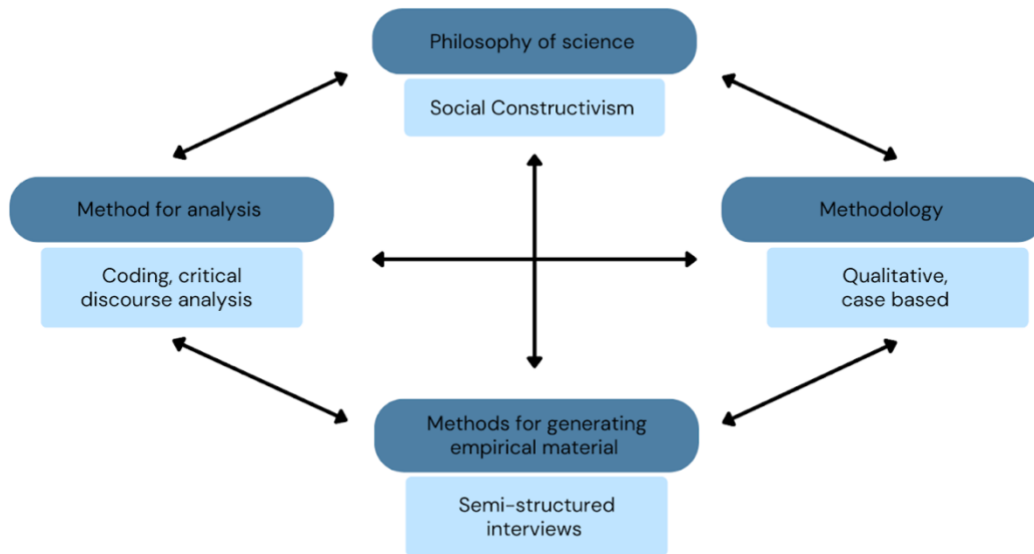 Philosophy of science
Social Constructivism
Method for analysis
Coding, critical
discourse analysis
Methodology
Qualitative,
case based
Methods for generating
empirical material
Semi-structured
interviews